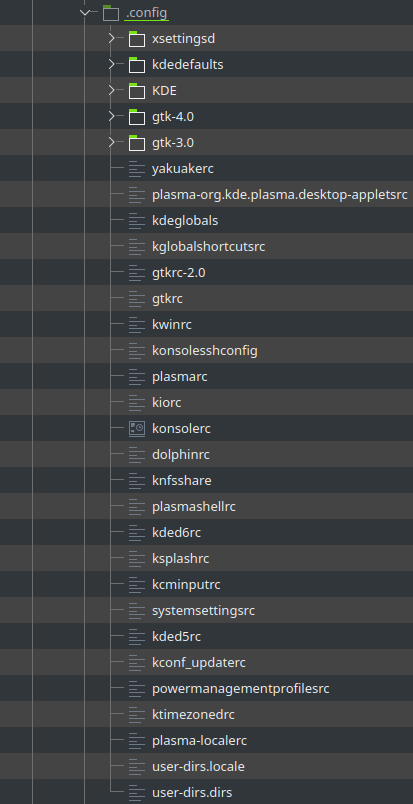 .config
xsettingsd
kdedefaults
KDE
gtk-4.0
gtk-3.0
yakuakerc
plasma-org.kde.plasma.desktop-appletsrc
kdeglobals
kglobalshortcutsrc
gtkrc-2.0
gtkrc
kwinrc
konsolesshconfig
plasmarc
kiorc
konsolerc
dolphinrc
knfsshare
plasmashellrc
kded6rc
ksplashrc
kcminputrc
systemsettingsrc
kded5rc
kconf_updaterc
powermanagementprofilesrc
ktimezonedrc
plasma-localerc
user-dirs.locale
user-dirs.dirs